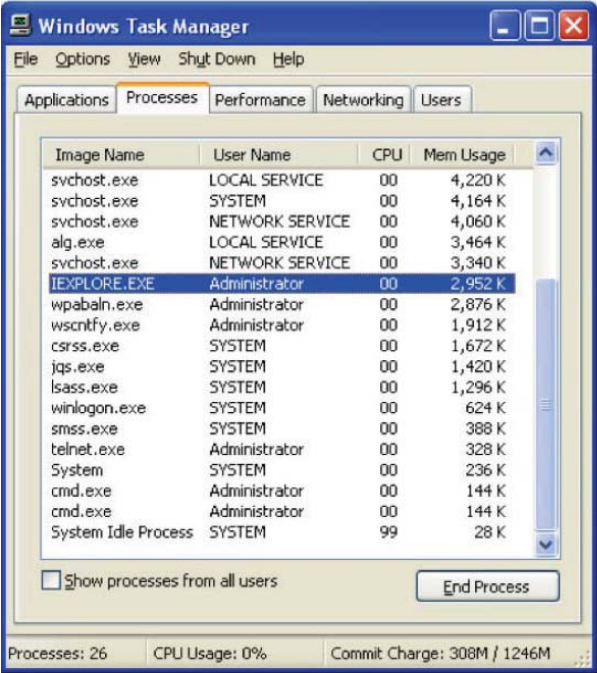 Windows Task Manager
File Options View Shut Down Help
Applications Processes Performance Networking Users
Image Name User Name CPU Mem Usage
svchost.exe LOCAL SERVICE 00 4,220 K
svchost.exe SYSTEM 00 4,164 K
svchost.exe NETWORK SERVICE 00 4,060 K
alg.exe LOCAL SERVICE 00 3,464 K
svchost.exe NETWORK SERVICE 00 3,340 K
IEXPLORE.EXE Administrator 00 2,952 K
wpabaln.exe Administrator 00 2,876 K
wscntfy.exe Administrator 00 1,912 K
csrss.exe SYSTEM 00 1,672 K
jqs.exe SYSTEM 00 1,420 K
lsass.exe SYSTEM 00 1,296 K
winlogon.exe SYSTEM 00 624 K
smss.exe SYSTEM 00 388 K
telnet.exe Administrator 00 328 K
System SYSTEM 00 236 K
cmd.exe Administrator 00 144 K
cmd.exe Administrator 00 144 K
System Idle Process SYSTEM 99 28 K
Show processes from all users End Process
Processes: 26 CPU Usage: 0% Commit Charge: 308M / 1246M